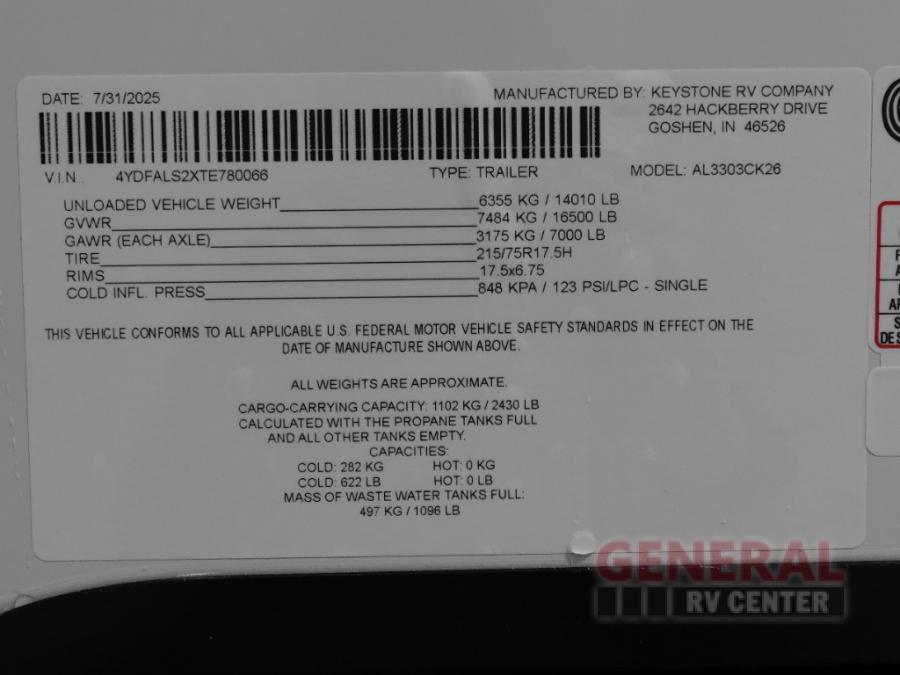 DATE: 7/31/2025
MANUFACTURED BY: KEYSTONE RV COMPANY
2642 HACKBERRY DRIVE
GOSHEN, IN 46526
V.I.N.. 4YDFALS2XTE780066 TYPE: TRAILER MODEL: AL3303CK26
UNLOADED VEHICLE WEIGHT 6355 KG / 14010 LB
GVWR 7484 KG / 16500 LB
GAWR (EACH AXLE) 3175 KG / 7000 LB
TIRE 215/75R17.5H
RIMS 17.5x6.75
COLD INFL. PRESS 848 KPA / 123 PSI/LPC - SINGLE
THIS VEHICLE CONFORMS TO ALL APPLICABLE U.S. FEDERAL MOTOR VEHICLE SAFETY STANDARDS IN EFFECT ON THE
DATE OF MANUFACTURE SHOWN ABOVE.
ALL WEIGHTS ARE APPROXIMATE.
CARGO-CARRYING CAPACITY: 1102 KG / 2430 LB
CALCULATED WITH THE PROPANE TANKS FULL
AND ALL OTHER TANKS EMPTY.
CAPACITIES:
COLD: 282 KG HOT: 0 KG
COLD: 622 LB HOT: 0 LB
MASS OF WASTE WATER TANKS FULL:
497 KG / 1096 LB
GENERAL
RV CENTER